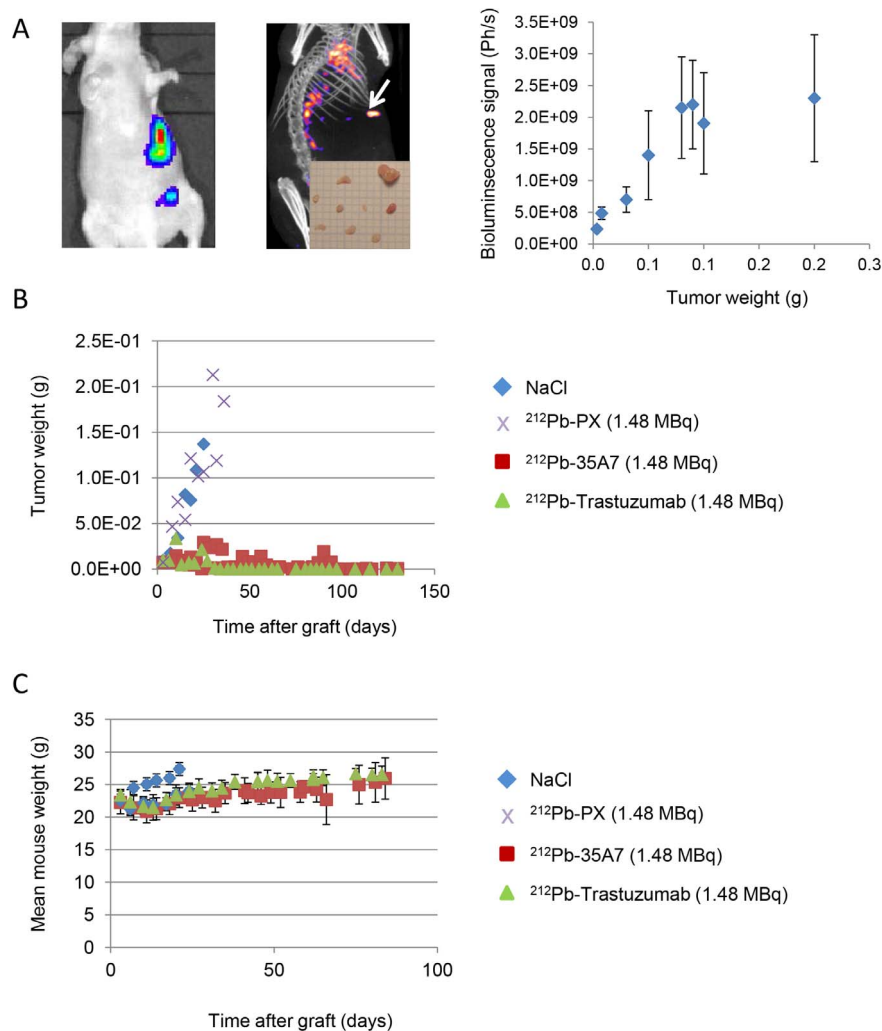 A
Bioluminsecence signal (Ph/s)
3.5E+09
3.0E+09
2.5E+09
2.0E+09
1.5E+09
1.0E+09
5.0E+08
0.0E+00
0.0
0.1
0.1
0.2
0.2
0.3
Tumor weight (g)
B
Tumor weight (g)
2.5E-01
2.0E-01
1.5E-01
1.0E-01
5.0E-02
0.0E+00
0
50
100
150
Time after graft (days)
NaCl
²¹²Pb-PX (1.48 MBq)
²¹²Pb-35A7 (1.48 MBq)
²¹²Pb-Trastuzumab (1.48 MBq)
C
Mean mouse weight (g)
35
30
25
20
15
10
5
0
0
50
100
Time after graft (days)
NaCl
²¹²Pb-PX (1.48 MBq)
²¹²Pb-35A7 (1.48 MBq)
²¹²Pb-Trastuzumab (1.48 MBq)